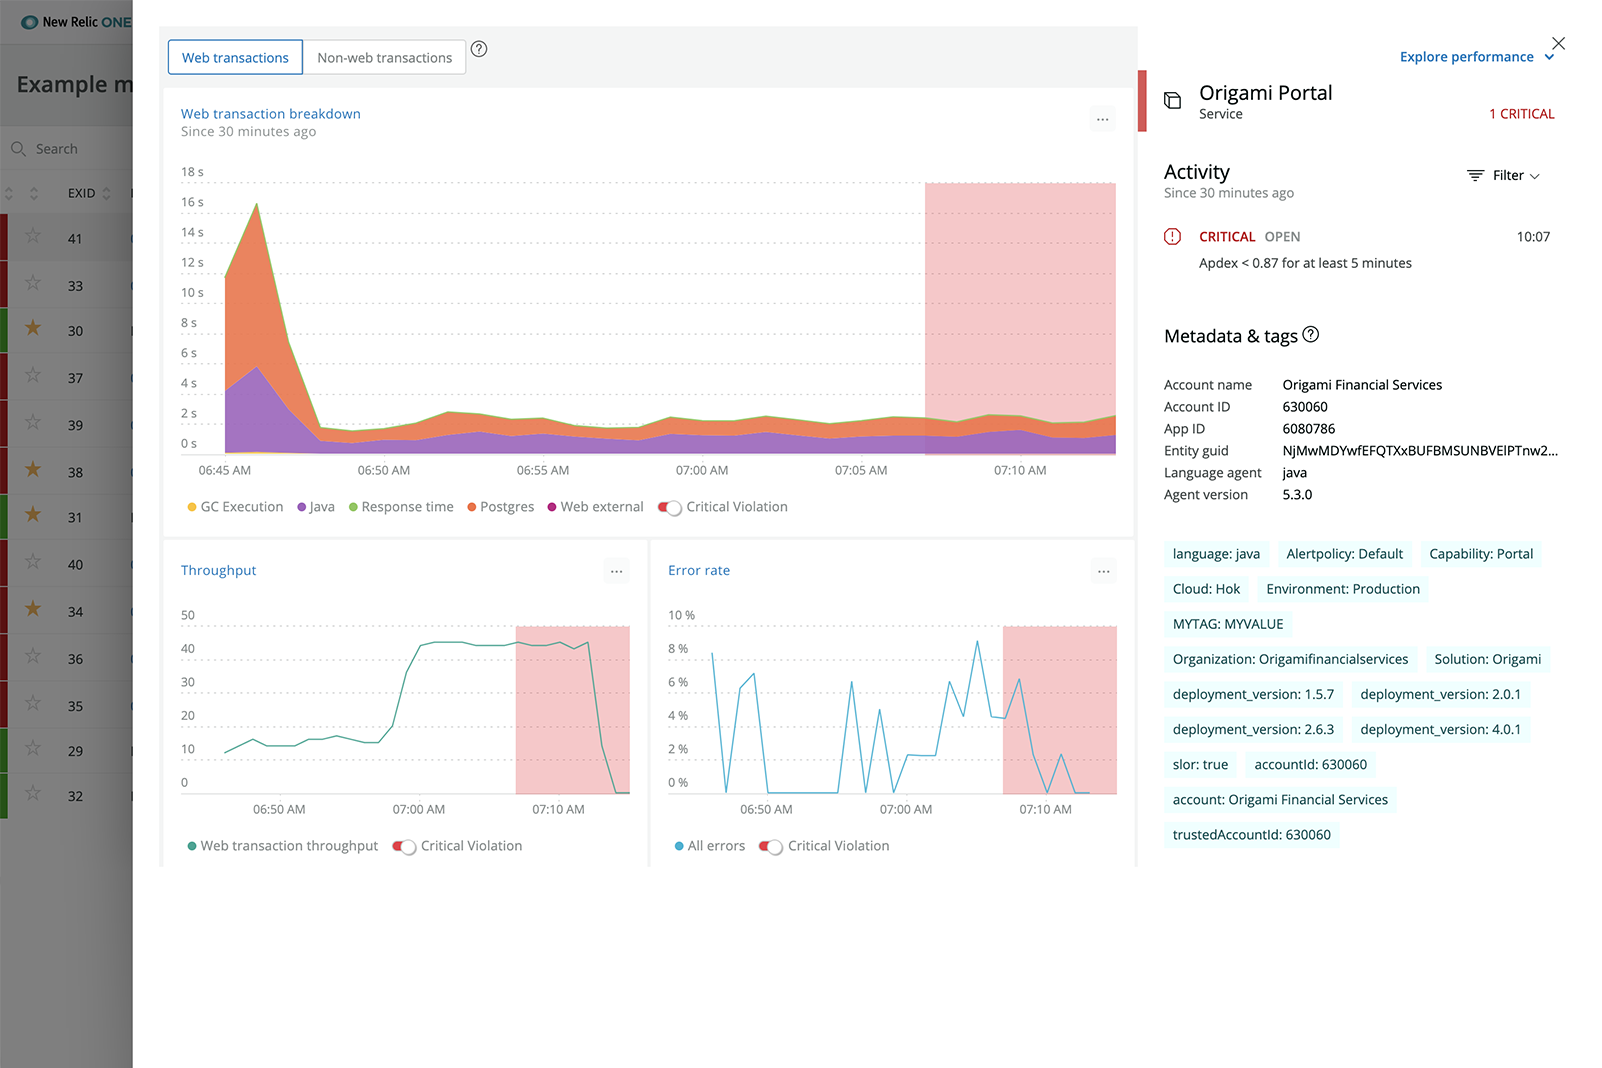 New Relic ONE
Example m
Search
EXID
41
33
30
37
39
38
31
40
34
36
35
29
32
Web transactions
Non-web transactions
?
Web transaction breakdown
Since 30 minutes ago
...
18 s
16 s
14 s
12 s
10 s
8 s
6 s
4 s
2 s
0 s
06:45 AM 06:50 AM 06:55 AM 07:00 AM 07:05 AM 07:10 AM
GC Execution Java Response time Postgres Web external Critical Violation
Throughput
...
50
40
30
20
10
0
06:50 AM 07:00 AM 07:10 AM
Web transaction throughput Critical Violation
Error rate
...
10 %
8 %
6 %
4 %
2 %
0 %
06:50 AM 07:00 AM 07:10 AM
All errors Critical Violation
Explore performance
Origami Portal
Service
1 CRITICAL
Activity
Since 30 minutes ago
Filter
CRITICAL OPEN 10:07
Apdex < 0.87 for at least 5 minutes
Metadata & tags ?
Account name Origami Financial Services
Account ID 630060
App ID 6080786
Entity guid NjMwMDYwfEFQTXxBUFBMSUNBVElPTnw2...
Language agent java
Agent version 5.3.0
language: java Alertpolicy: Default Capability: Portal
Cloud: Hok Environment: Production
MYTAG: MYVALUE
Organization: Origamifinancialservices Solution: Origami
deployment_version: 1.5.7 deployment_version: 2.0.1
deployment_version: 2.6.3 deployment_version: 4.0.1
slor: true accountId: 630060
account: Origami Financial Services
trustedAccountId: 630060